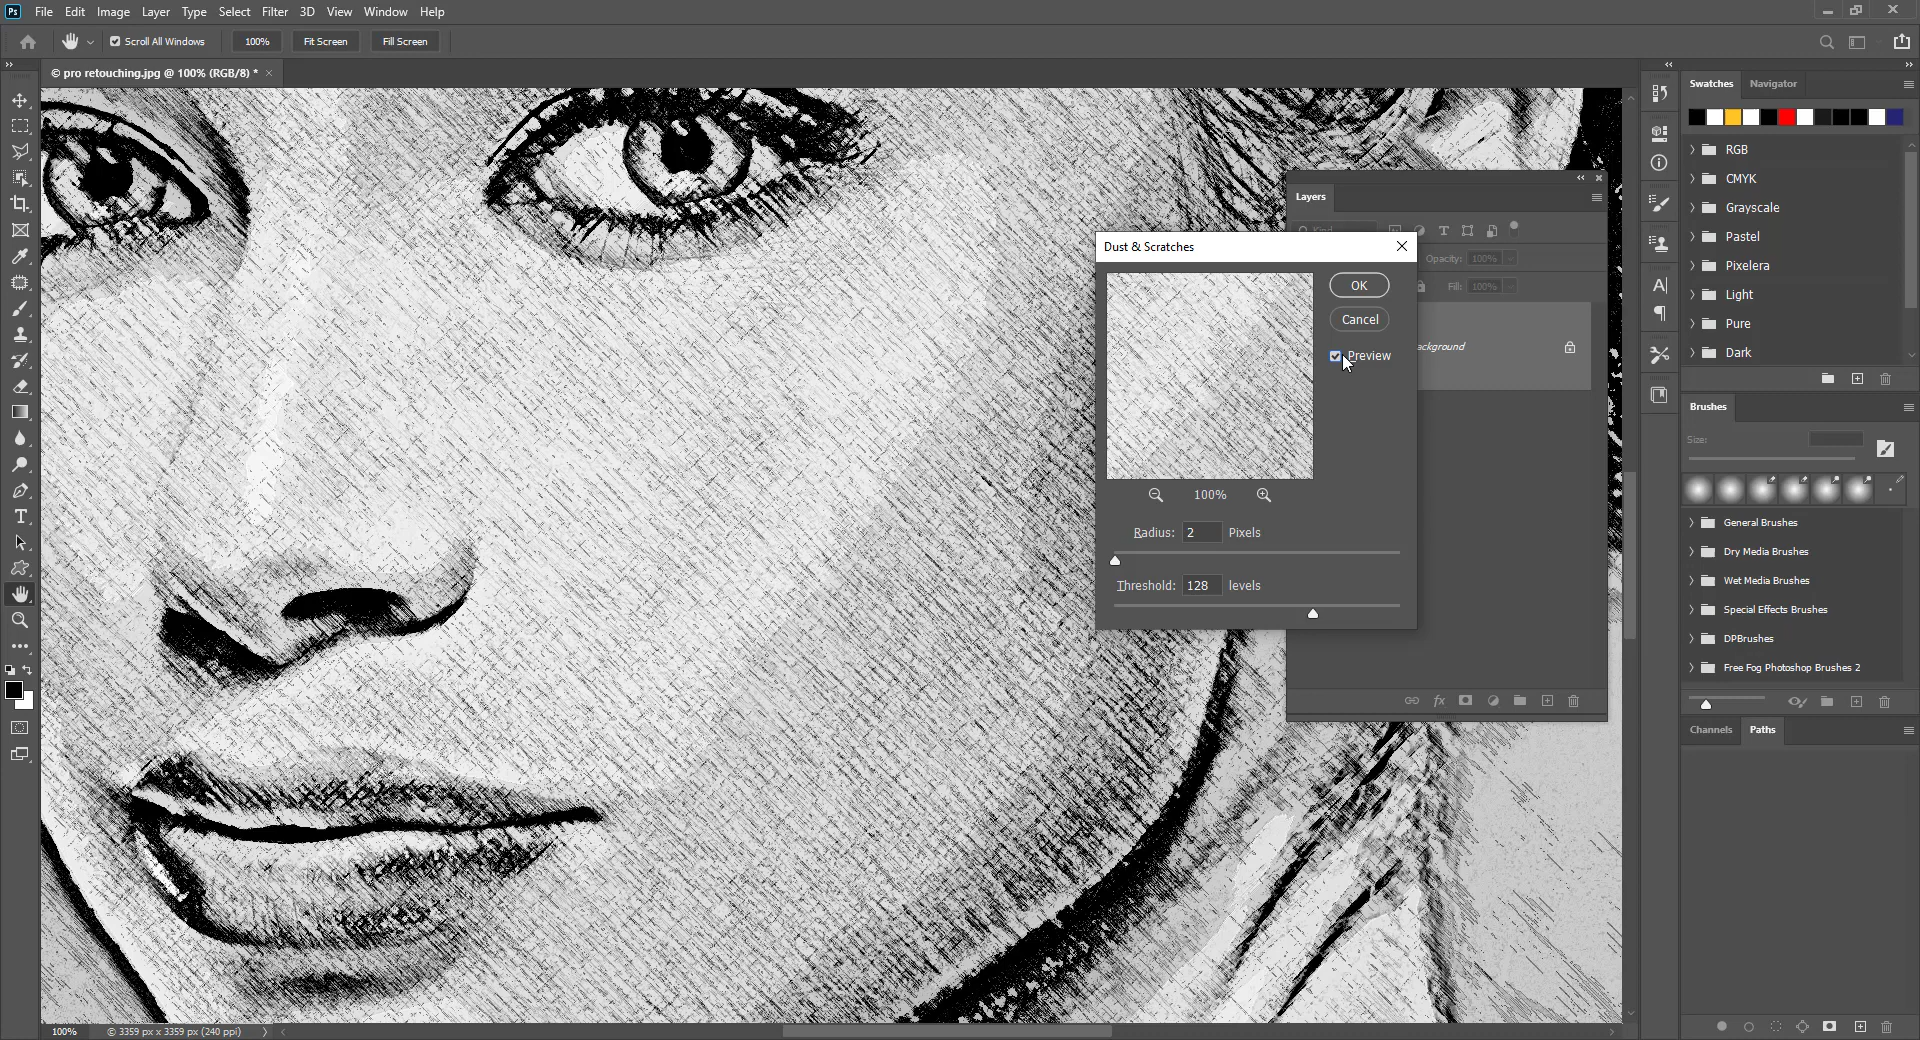 Ps File Edit Image Layer Type Select Filter 3D View Window Help
Scroll All Windows 100% Fit Screen Fill Screen
© pro retouching.jpg @ 100% (RGB/8) * ×
Swatches Navigator
RGB
CMYK
Grayscale
Pastel
Pixelera
Light
Pure
Dark
Layers
Kind
Opacity: 100%
Fill: 100%
ackground
Dust & Scratches
OK
Cancel
Preview
100%
Radius: 2 Pixels
Threshold: 128 levels
Brushes
Size:
General Brushes
Dry Media Brushes
Wet Media Brushes
Special Effects Brushes
DPBrushes
Free Fog Photoshop Brushes 2
Channels Paths
100% © 3359 px x 3359 px (240 ppi)